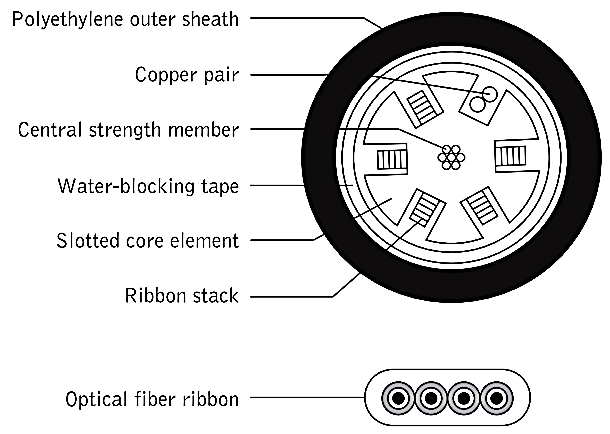 Polyethylene outer sheath
Copper pair
Central strength member
Water-blocking tape
Slotted core element
Ribbon stack
Optical fiber ribbon